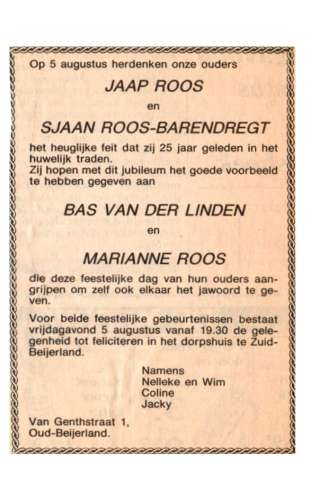 Op 5 augustus herdenken onze ouders
JAAP ROOS
en
SJAAN ROOS-BARENDREGT
het heuglijke feit dat zij 25 jaar geleden in het
huwelijk traden.
Zij hopen met dit jubileum het goede voorbeeld
te hebben gegeven aan
BAS VAN DER LINDEN
en
MARIANNE ROOS
die deze feestelijke dag van hun ouders aan-
grijpen om zelf ook elkaar het jawoord te ge-
ven.
Voor beide feestelijke gebeurtenissen bestaat
vrijdagavond 5 augustus vanaf 19.30 de gele-
genheid tot feliciteren in het dorpshuis te Zuid-
Beijerland.
Namens
Nelleke en Wim
Coline
Jacky
Van Genthstraat 1,
Oud-Beijerland.